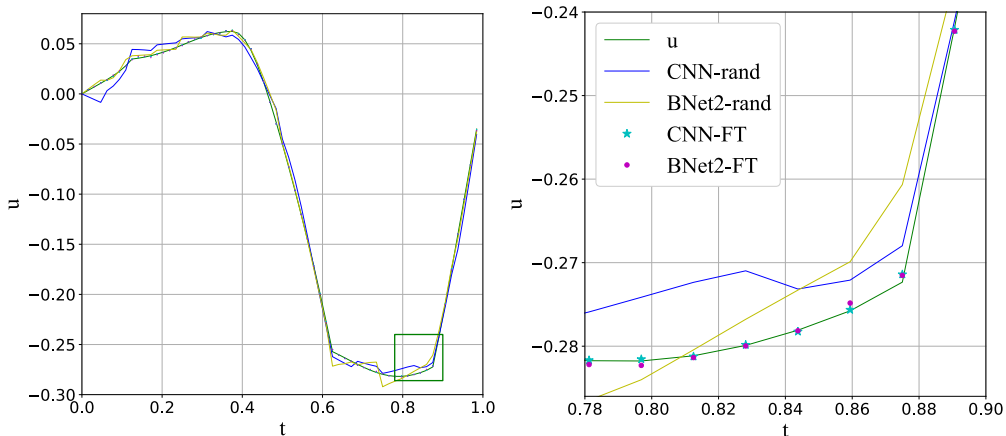 0.05
0.00
−0.05
−0.10
−0.15
−0.20
−0.25
−0.30
u
0.0 0.2 0.4 0.6 0.8 1.0
t
−0.24
−0.25
−0.26
−0.27
−0.28
u
u
CNN-rand
BNet2-rand
CNN-FT
BNet2-FT
0.78 0.80 0.82 0.84 0.86 0.88 0.90
t